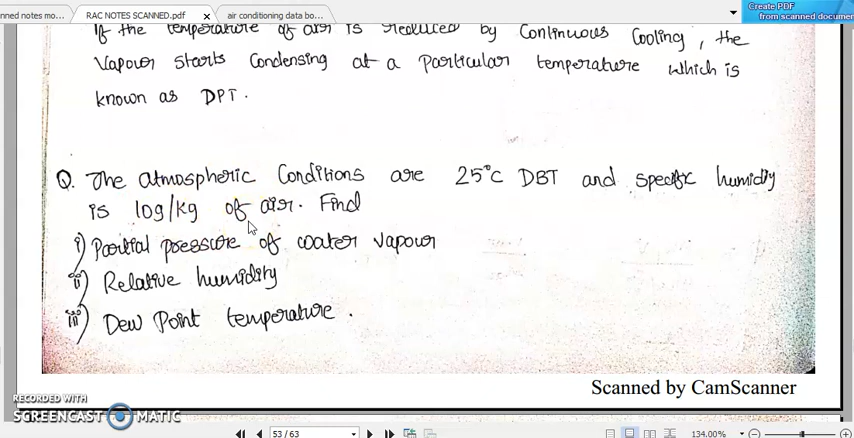 nned notes mo...
RAC NOTES SCANNED.pdf
air conditioning data bo...
Create PDF
from scanned documen
If the temperature of air is reduced by Continuous Cooling, the
Vapour starts Condensing at a particular temperature which is
known as DPT.
Q. The atmospheric Conditions are 25°C DBT and specific humidity
is 10g/kg of air. Find
i) Partial pressure of water vapour
ii) Relative humidity
iii) Dew Point temperature.
Scanned by CamScanner
RECORDED WITH
SCREENCAST MATIC
53 / 63
134.00%